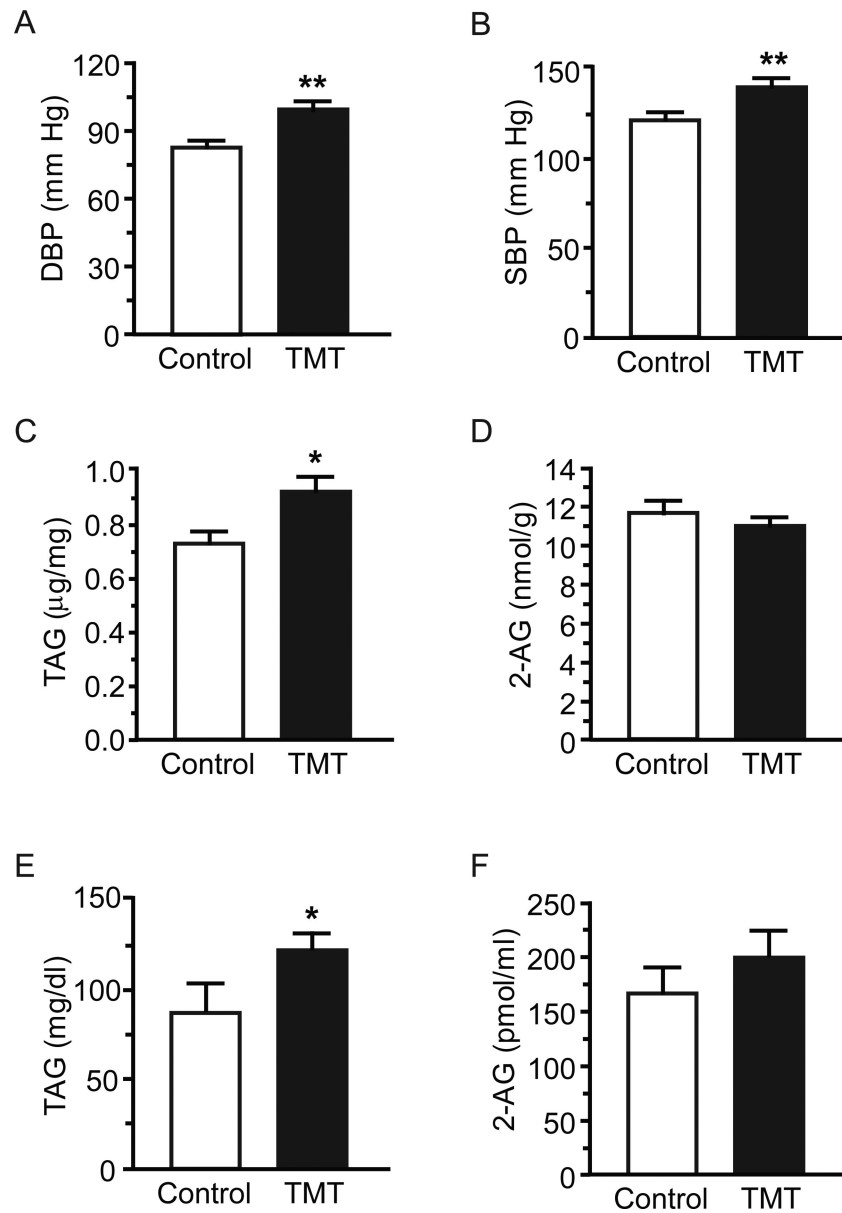 A
DBP (mm Hg)
120
90
60
30
0
**
Control TMT
B
SBP (mm Hg)
150
100
50
0
**
Control TMT
C
TAG (μg/mg)
1.0
0.8
0.6
0.4
0.2
0.0
*
Control TMT
D
2-AG (nmol/g)
14
12
10
8
6
4
2
0
Control TMT
E
TAG (mg/dl)
150
100
50
0
*
Control TMT
F
2-AG (pmol/ml)
250
200
150
100
50
0
Control TMT